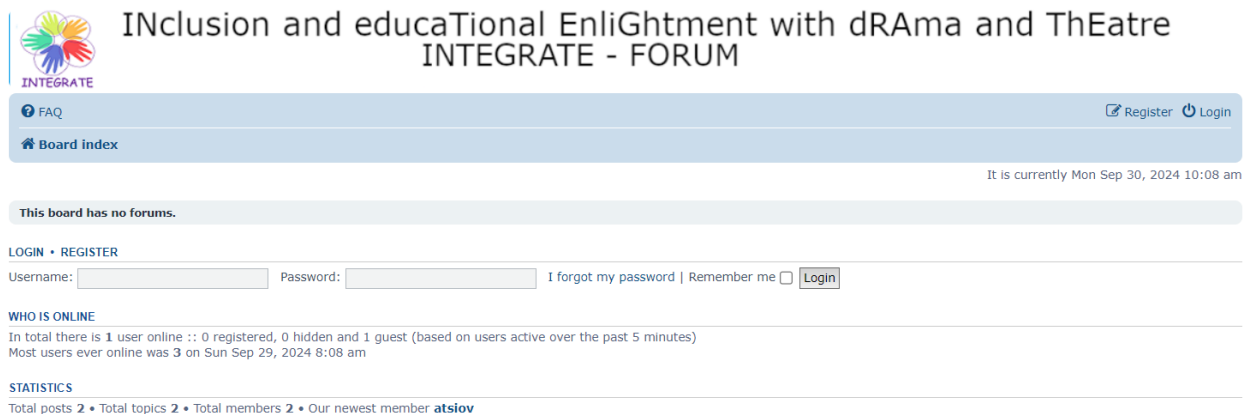 INclusion and educaTional EnliGhtment with dRAma and ThEatre
INTEGRATE - FORUM
INTEGRATE
FAQ
Register Login
Board index
It is currently Mon Sep 30, 2024 10:08 am
This board has no forums.
LOGIN • REGISTER
Username: Password: I forgot my password | Remember me Login
WHO IS ONLINE
In total there is 1 user online :: 0 registered, 0 hidden and 1 guest (based on users active over the past 5 minutes)
Most users ever online was 3 on Sun Sep 29, 2024 8:08 am
STATISTICS
Total posts 2 • Total topics 2 • Total members 2 • Our newest member atsiov